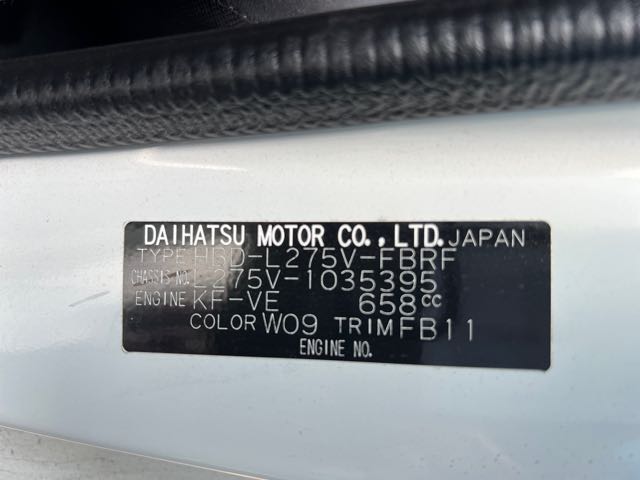 DAIHATSU MOTOR CO.,LTD. JAPAN
TYPE HBD-L275V-FBRF
CHASSIS NO. L275V-1035395
ENGINE KF-VE 658cc
COLOR W09 TRIM FB11
ENGINE NO.